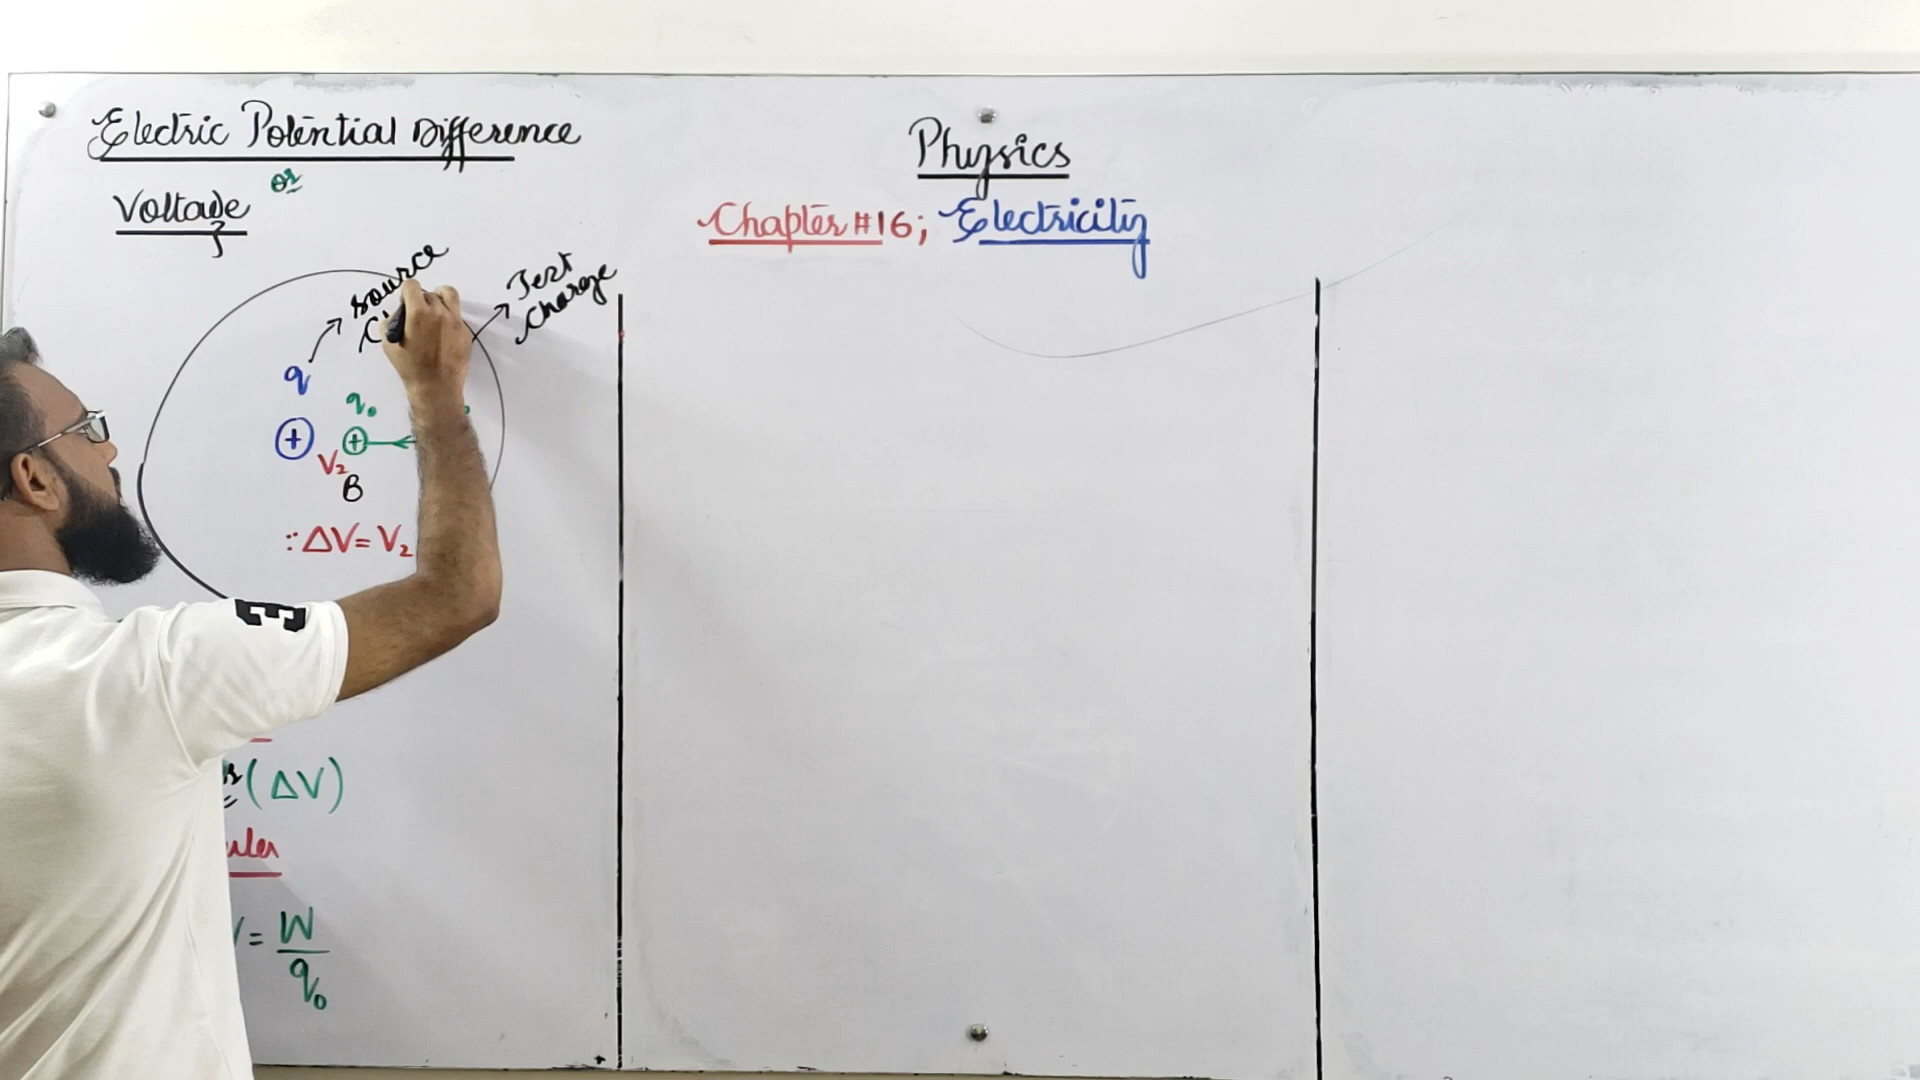 Electric Potential Difference
or
Voltage
Physics
Chapter #16; Electricity
source
Test
charge
q
q₀
+
+
V₂
B
∵ ΔV = V₂
(ΔV)
= W
q₀